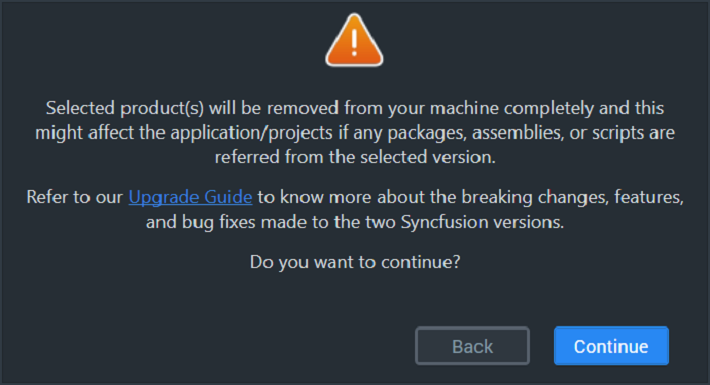 Selected product(s) will be removed from your machine completely and this
might affect the application/projects if any packages, assemblies, or scripts are
referred from the selected version.
Refer to our Upgrade Guide to know more about the breaking changes, features,
and bug fixes made to the two Syncfusion versions.
Do you want to continue?
Back
Continue